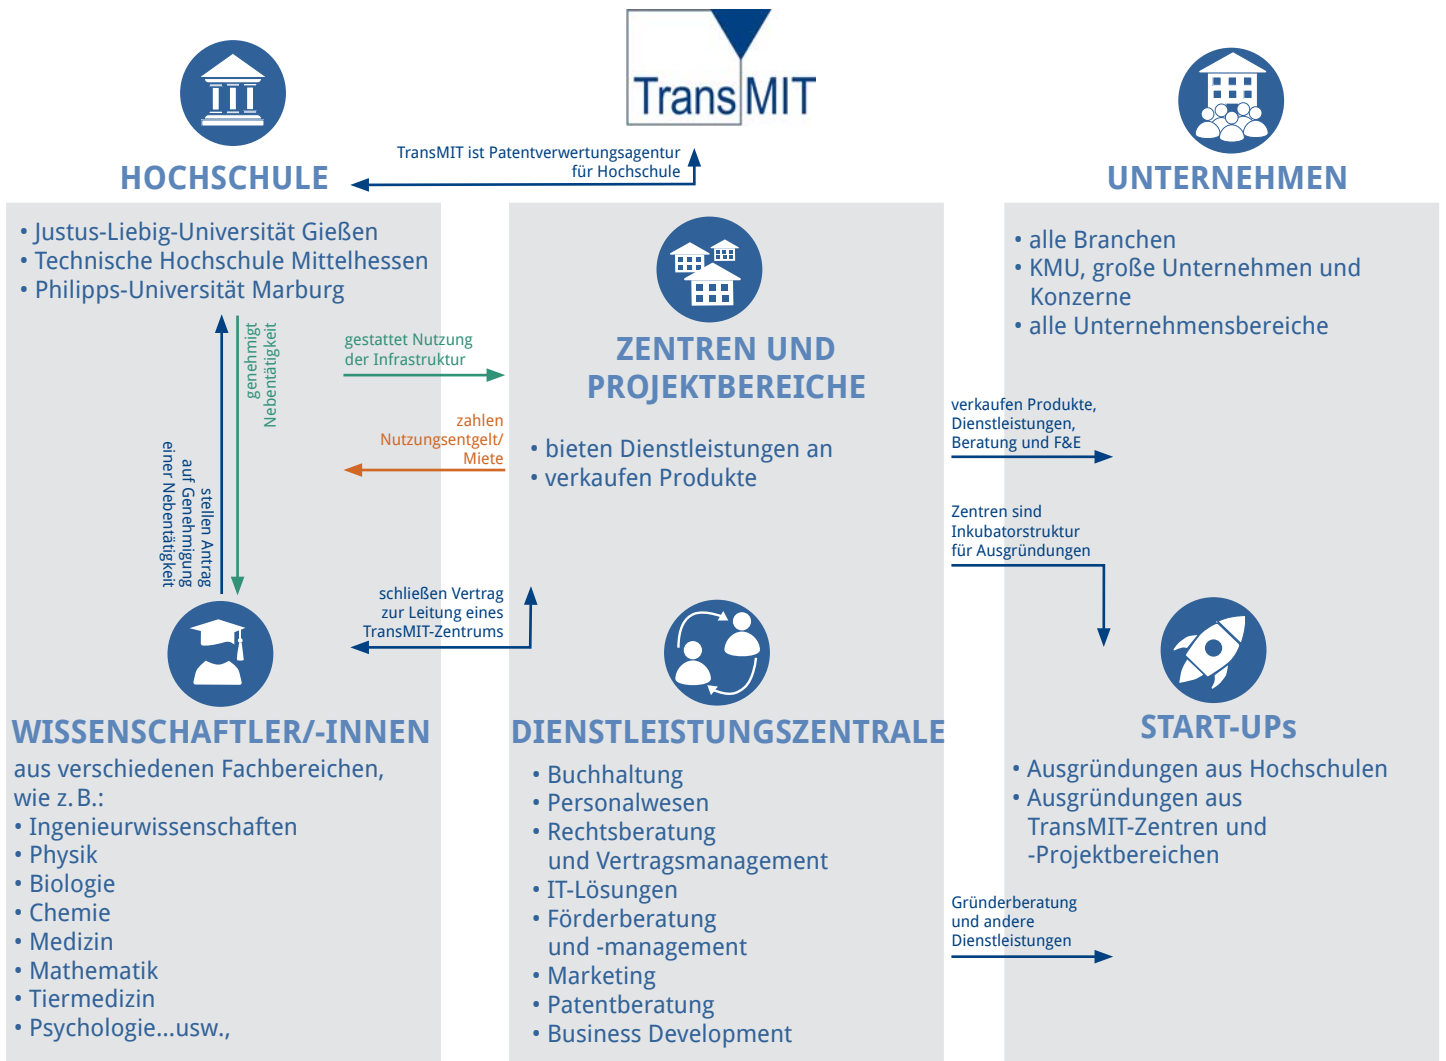 Trans MIT
TransMIT ist Patentverwertungsagentur
für Hochschule
HOCHSCHULE
• Justus-Liebig-Universität Gießen
• Technische Hochschule Mittelhessen
• Philipps-Universität Marburg
genehmigt
Nebentätigkeit
stellen Antrag
auf Genehmigung
einer Nebentätigkeit
gestattet Nutzung
der Infrastruktur
zahlen
Nutzungsentgelt/
Miete
schließen Vertrag
zur Leitung eines
TransMIT-Zentrums
WISSENSCHAFTLER/-INNEN
aus verschiedenen Fachbereichen,
wie z. B.:
• Ingenieurwissenschaften
• Physik
• Biologie
• Chemie
• Medizin
• Mathematik
• Tiermedizin
• Psychologie...usw.,
ZENTREN UND
PROJEKTBEREICHE
• bieten Dienstleistungen an
• verkaufen Produkte
DIENSTLEISTUNGSZENTRALE
• Buchhaltung
• Personalwesen
• Rechtsberatung
und Vertragsmanagement
• IT-Lösungen
• Förderberatung
und -management
• Marketing
• Patentberatung
• Business Development
UNTERNEHMEN
• alle Branchen
• KMU, große Unternehmen und
Konzerne
• alle Unternehmensbereiche
verkaufen Produkte,
Dienstleistungen,
Beratung und F&E
Zentren sind
Inkubatorstruktur
für Ausgründungen
START-UPs
• Ausgründungen aus Hochschulen
• Ausgründungen aus
TransMIT-Zentren und
-Projektbereichen
Gründerberatung
und andere
Dienstleistungen